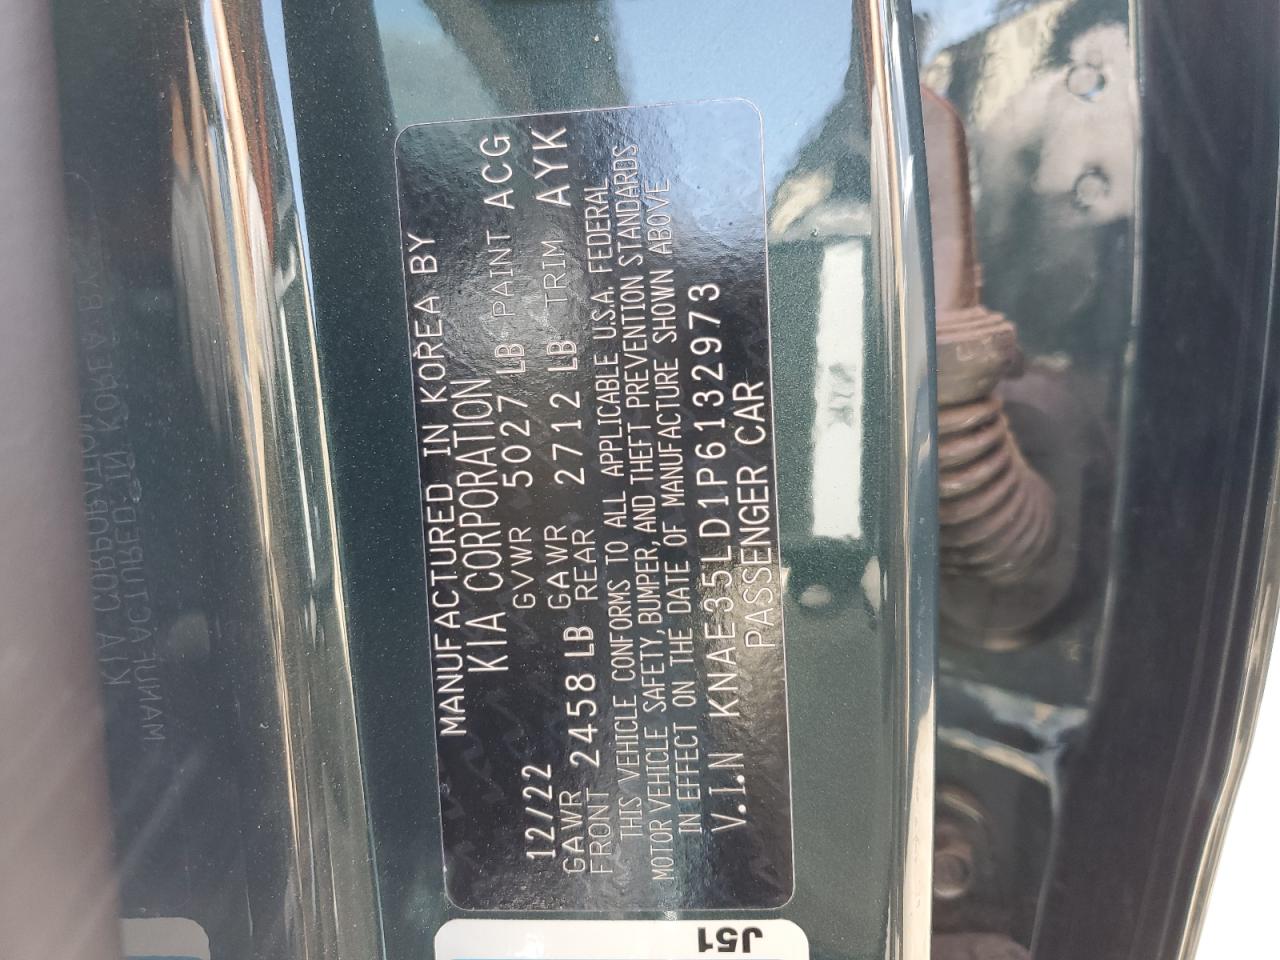 MANUFACTURED IN KOREA BY
KIA CORPORATION
12/22 GVWR 5027 LB PAINT ACG
GAWR FRONT 2458 LB GAWR REAR 2712 LB TRIM AYK
THIS VEHICLE CONFORMS TO ALL APPLICABLE U.S.A. FEDERAL
MOTOR VEHICLE SAFETY, BUMPER, AND THEFT PREVENTION STANDARDS
IN EFFECT ON THE DATE OF MANUFACTURE SHOWN ABOVE
V.I.N KNAE35LD1P6132973
PASSENGER CAR
J51